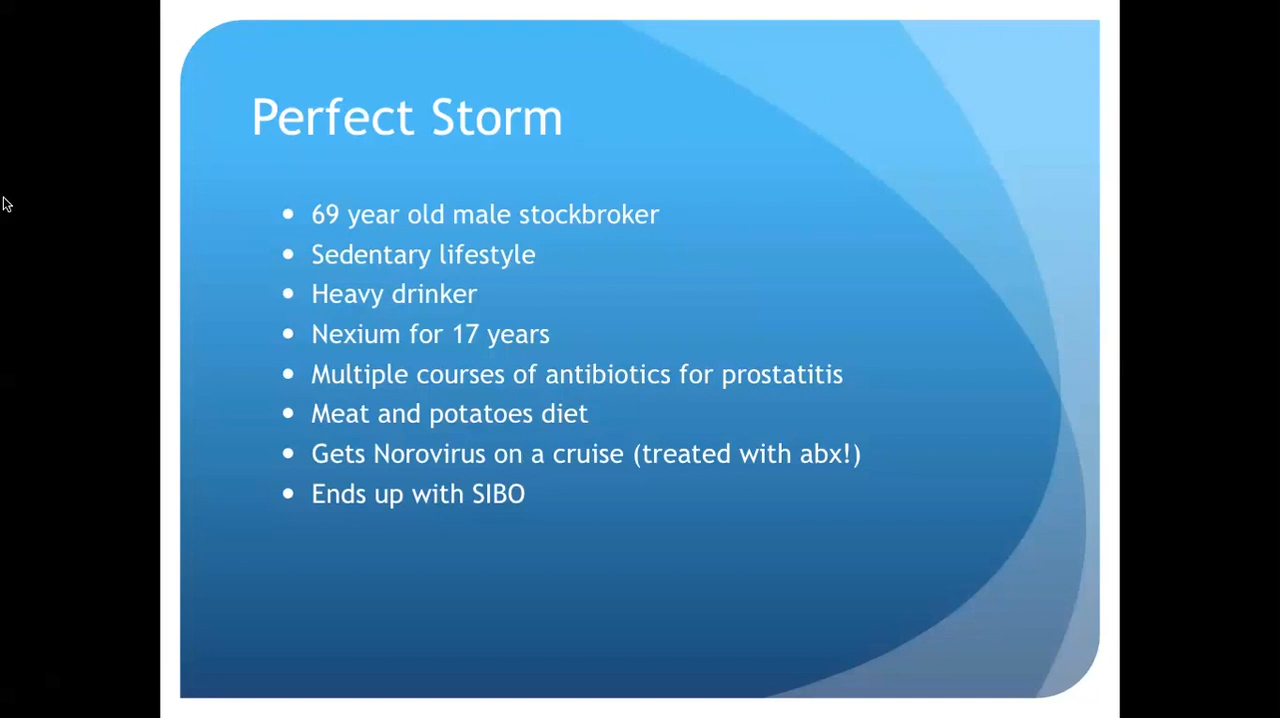 Perfect Storm
• 69 year old male stockbroker
• Sedentary lifestyle
• Heavy drinker
• Nexium for 17 years
• Multiple courses of antibiotics for prostatitis
• Meat and potatoes diet
• Gets Norovirus on a cruise (treated with abx!)
• Ends up with SIBO